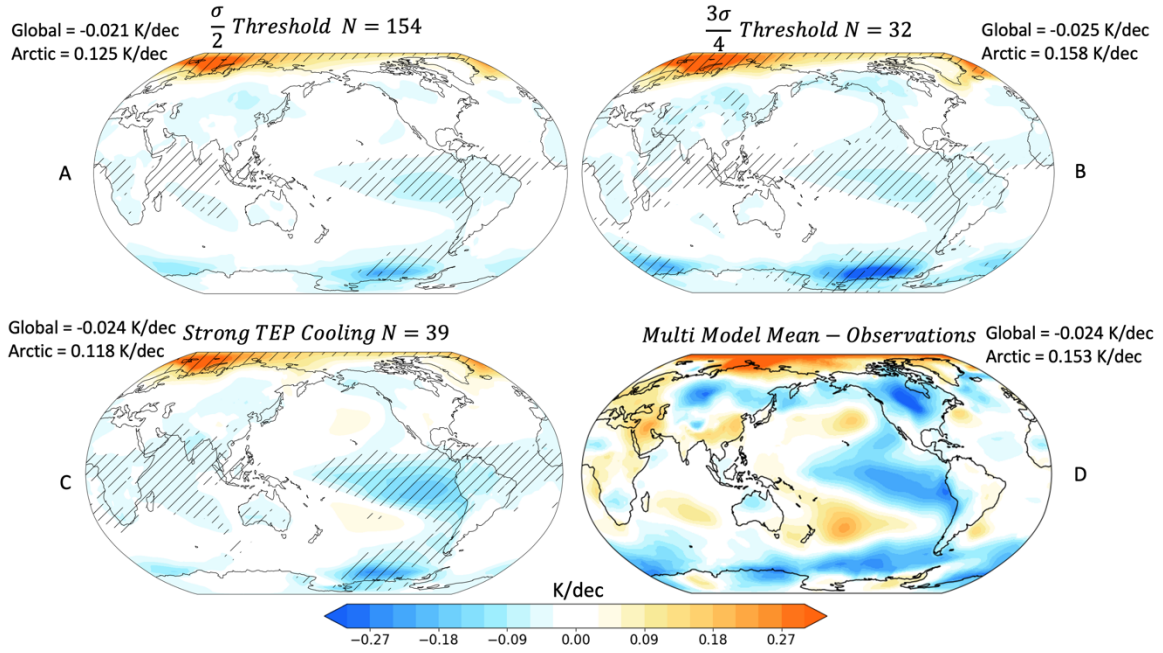 Global = -0.021 K/dec
Arctic = 0.125 K/dec
σ/2 Threshold N = 154
3σ/4 Threshold N = 32
Global = -0.025 K/dec
Arctic = 0.158 K/dec
A
B
Global = -0.024 K/dec
Arctic = 0.118 K/dec
Strong TEP Cooling N = 39
Multi Model Mean − Observations
Global = -0.024 K/dec
Arctic = 0.153 K/dec
C
D
K/dec
−0.27 −0.18 −0.09 0.00 0.09 0.18 0.27